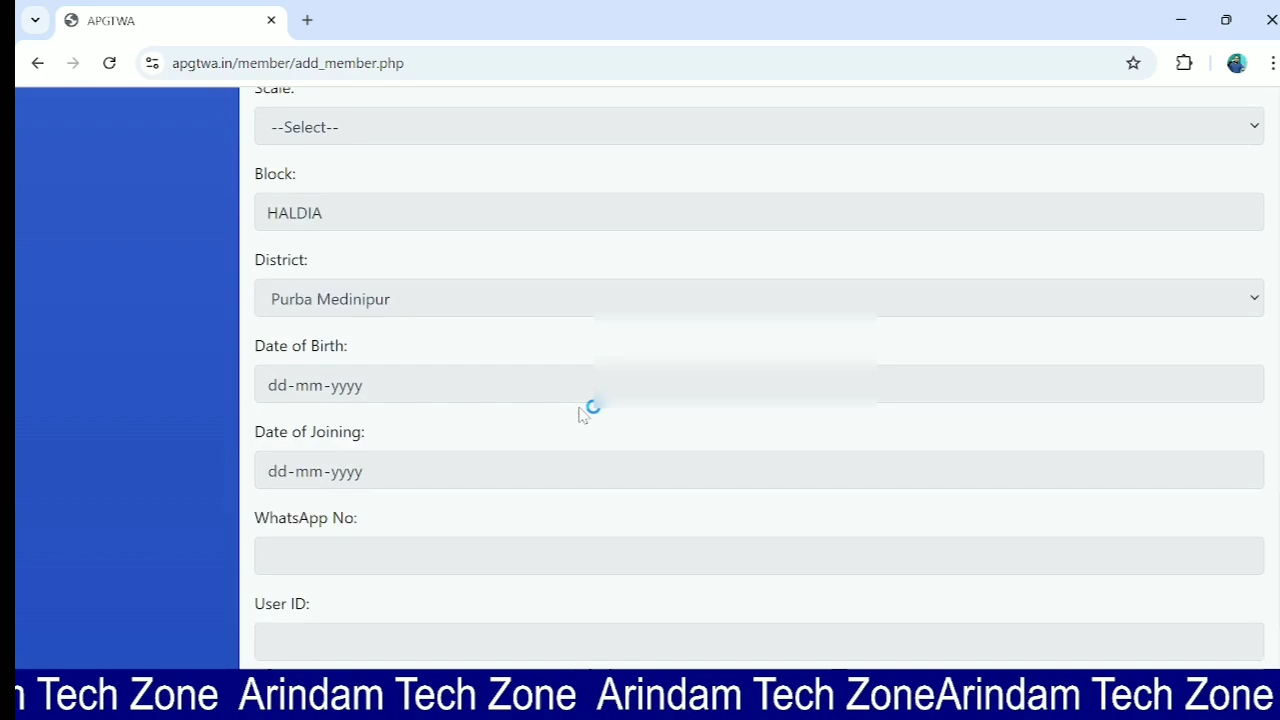 APGTWA
apgtwa.in/member/add_member.php
Scale:
--Select--
Block:
HALDIA
District:
Purba Medinipur
Date of Birth:
dd-mm-yyyy
Date of Joining:
dd-mm-yyyy
WhatsApp No:
User ID:
Tech Zone Arindam Tech Zone Arindam Tech ZoneArindam Tech Zone